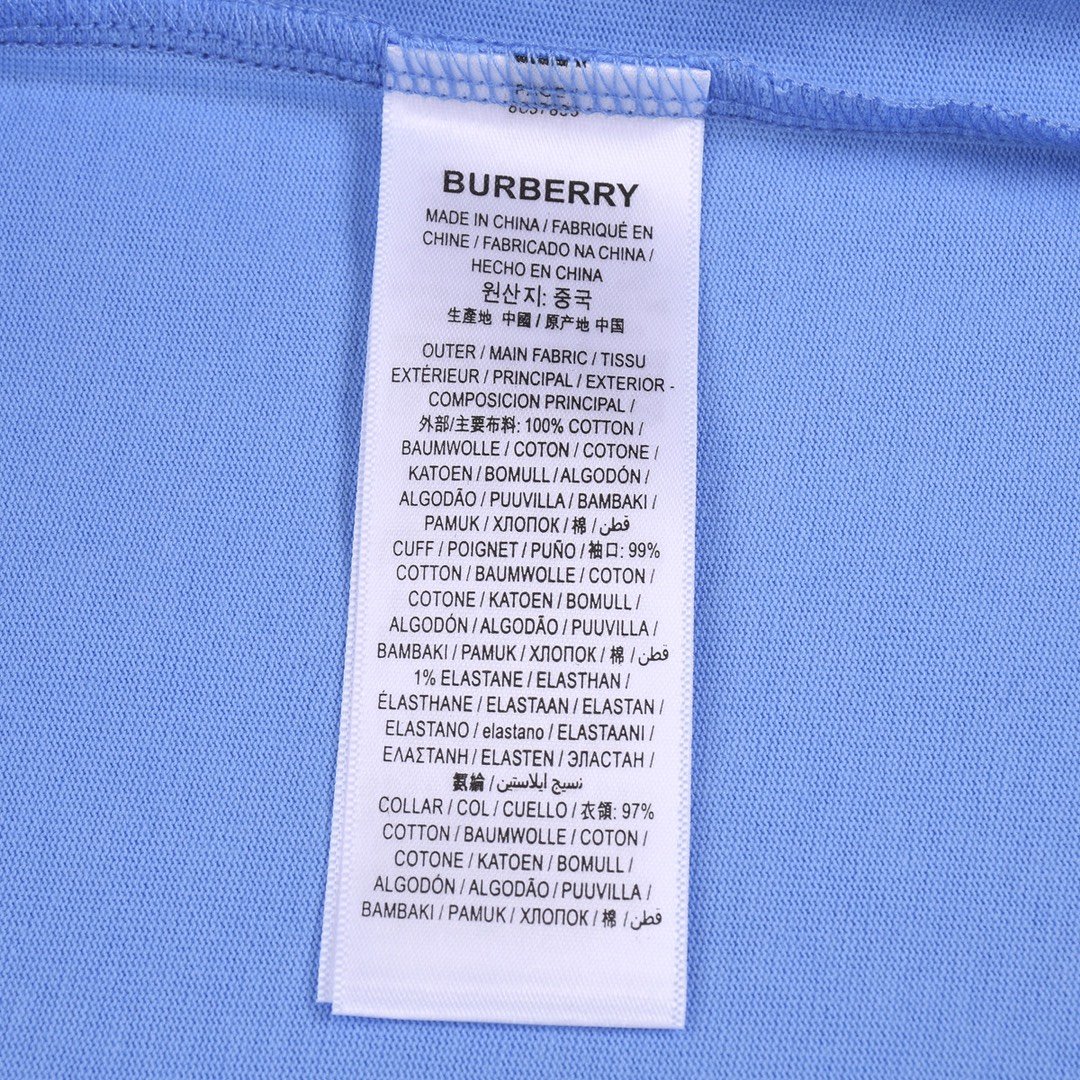 BURBERRY
MADE IN CHINA / FABRIQUÉ EN
CHINE / FABRICADO NA CHINA /
HECHO EN CHINA
원산지: 중국
生產地 中國 / 原产地 中国
OUTER / MAIN FABRIC / TISSU
EXTÉRIEUR / PRINCIPAL / EXTERIOR -
COMPOSICION PRINCIPAL /
外部/主要布料: 100% COTTON /
BAUMWOLLE / COTON / COTONE /
KATOEN / BOMULL / ALGODÓN /
ALGODÃO / PUUVILLA / BAMBAKI /
PAMUK / ХЛОПОК / 棉 / قطن
CUFF / POIGNET / PUÑO / 袖口: 99%
COTTON / BAUMWOLLE / COTON /
COTONE / KATOEN / BOMULL /
ALGODÓN / ALGODÃO / PUUVILLA /
BAMBAKI / PAMUK / ХЛОПОК / 棉 / قطن
1% ELASTANE / ELASTHAN /
ÉLASTHANE / ELASTAAN / ELASTAN /
ELASTANO / elastano / ELASTAANI /
ΕΛΑΣΤΑΝΗ / ELASTEN / ЭЛАСТАН /
氨綸 / نسيج ايلاستين
COLLAR / COL / CUELLO / 衣領: 97%
COTTON / BAUMWOLLE / COTON /
COTONE / KATOEN / BOMULL /
ALGODÓN / ALGODÃO / PUUVILLA /
BAMBAKI / PAMUK / ХЛОПОК / 棉 / قطن